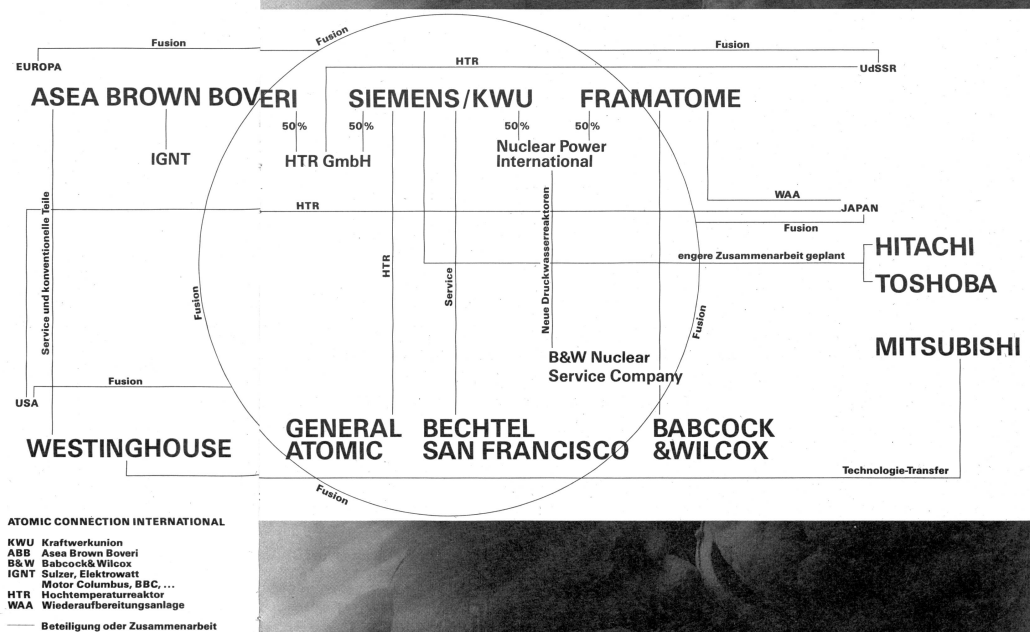 Fusion
Fusion
Fusion
EUROPA
HTR
UdSSR
ASEA BROWN BOVERI
SIEMENS/KWU
FRAMATOME
50%
50%
50%
50%
IGNT
HTR GmbH
Nuclear Power
International
WAA
HTR
JAPAN
Fusion
Service und konventionelle Teile
HTR
Service
Neue Druckwasserreaktoren
engere Zusammenarbeit geplant
HITACHI
TOSHOBA
Fusion
Fusion
MITSUBISHI
B&W Nuclear
Service Company
Fusion
USA
WESTINGHOUSE
GENERAL
ATOMIC
BECHTEL
SAN FRANCISCO
BABCOCK
&WILCOX
Technologie-Transfer
Fusion
ATOMIC CONNECTION INTERNATIONAL
KWU Kraftwerkunion
ABB Asea Brown Boveri
B&W Babcock&Wilcox
IGNT Sulzer, Elektrowatt
Motor Columbus, BBC, ...
HTR Hochtemperaturreaktor
WAA Wiederaufbereitungsanlage
Beteiligung oder Zusammenarbeit